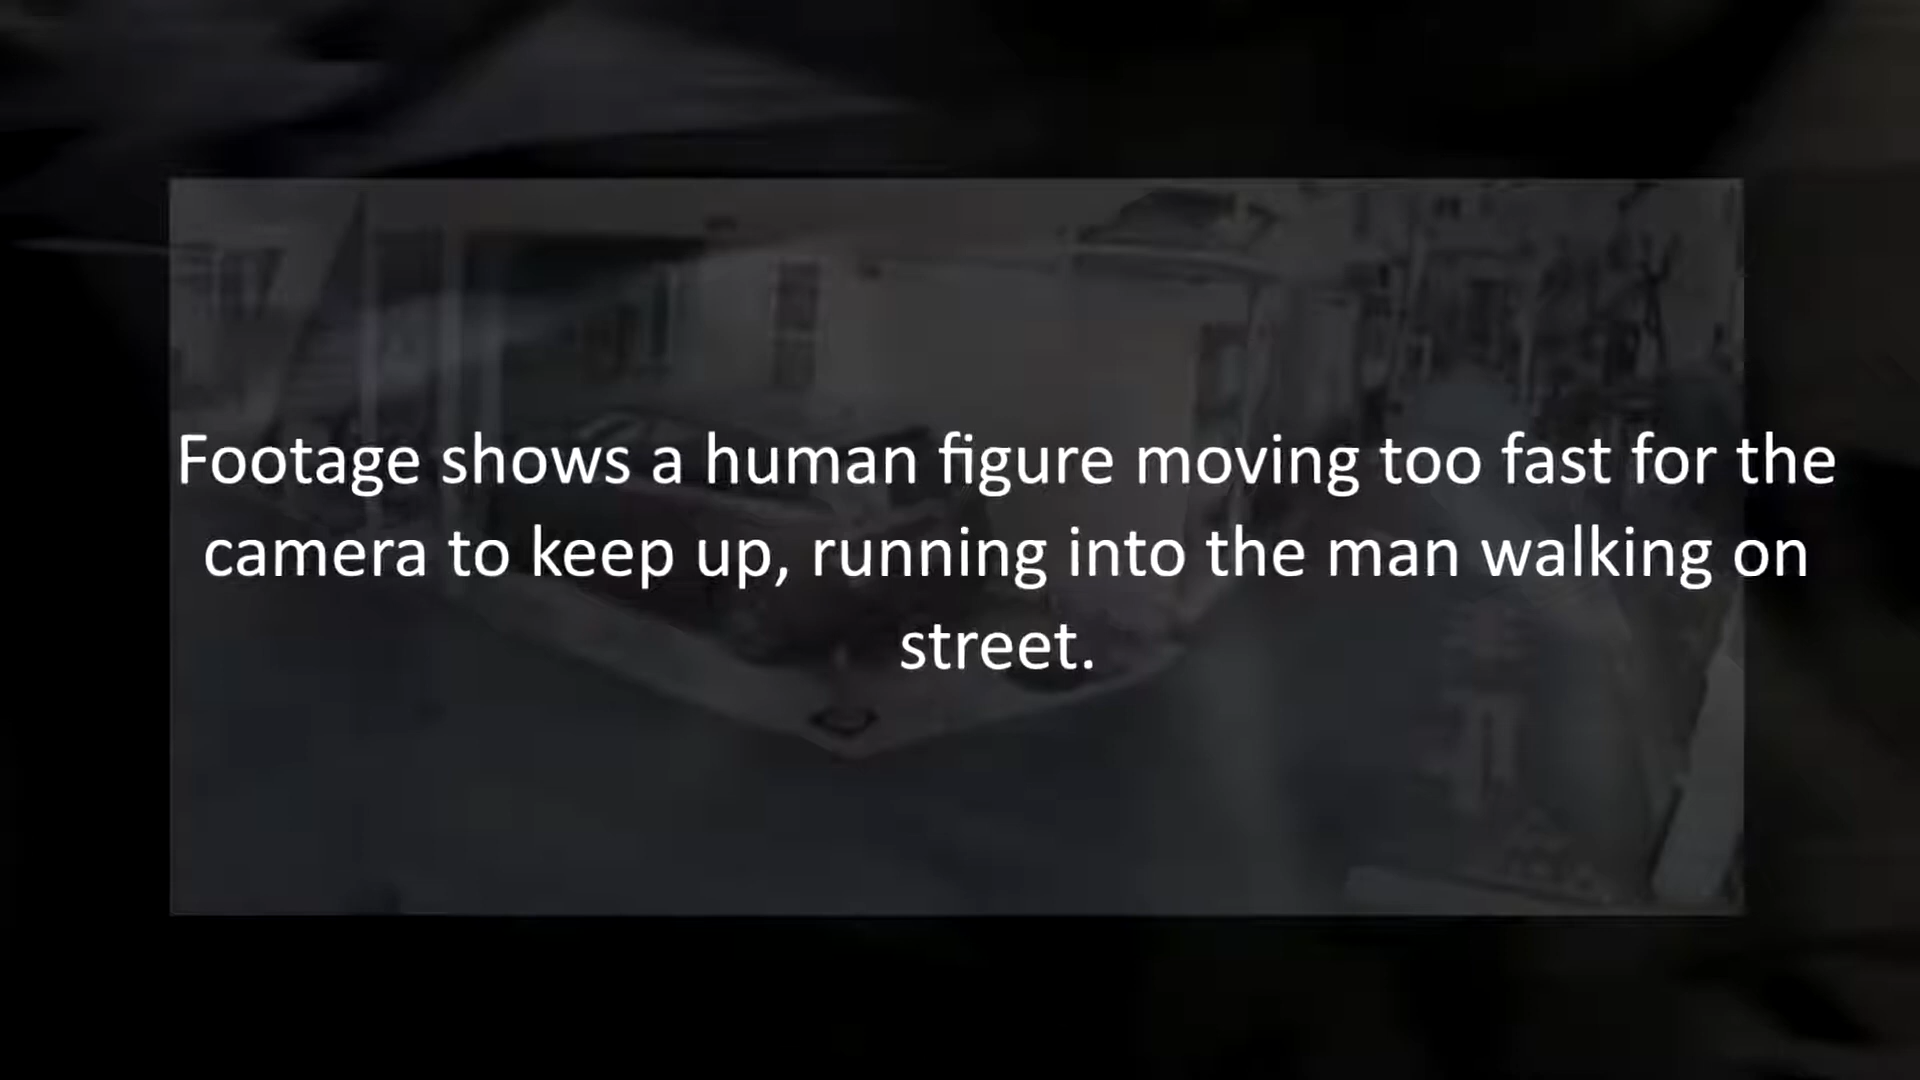 Footage shows a human figure moving too fast for the
camera to keep up, running into the man walking on
street.